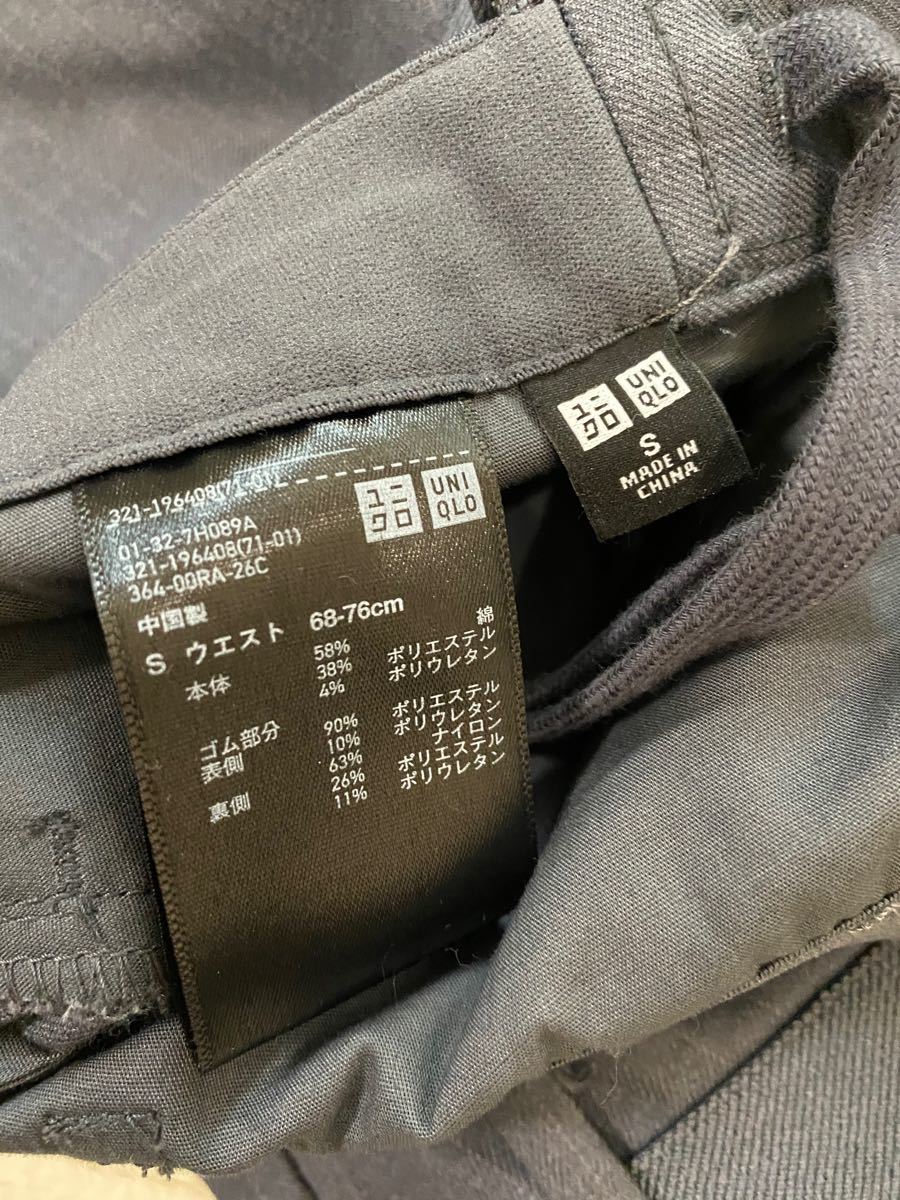 321-196408(71-01)
ユニ
クロ
UNI
QLO
01-32-7H089A
321-196408(71-01)
364-00RA-26C
中国製
S ウエスト 68-76cm
本体 58% 綿
38% ポリエステル
4% ポリウレタン
ゴム部分
表側 90% ポリエステル
10% ポリウレタン
裏側 63% ナイロン
26% ポリエステル
11% ポリウレタン
ユニ
クロ
UNI
QLO
S
MADE IN
CHINA